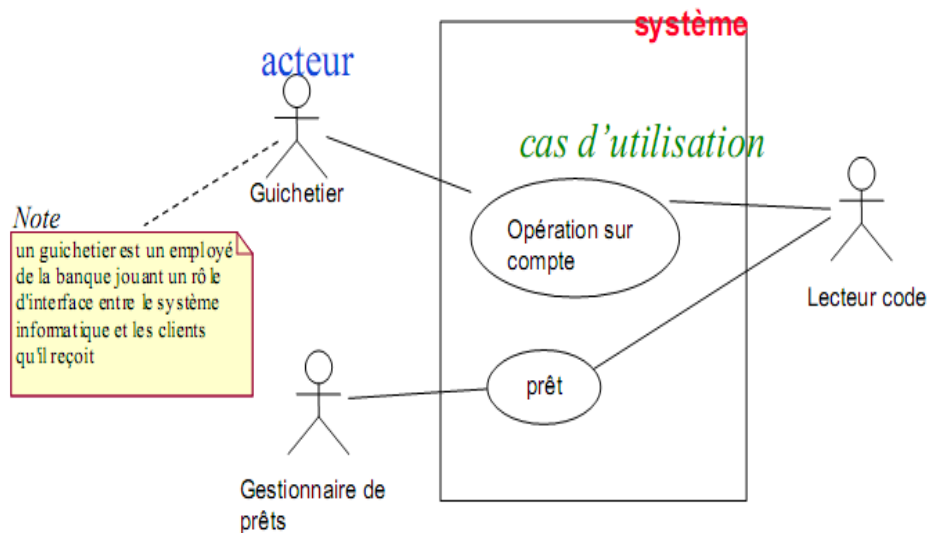 système
acteur
cas d'utilisation
Guichetier
Note
un guichetier est un employé
de la banque jouant un rôle
d'interface entre le système
informatique et les clients
qu'il reçoit
Opération sur
compte
Lecteur code
prêt
Gestionnaire de
prêts